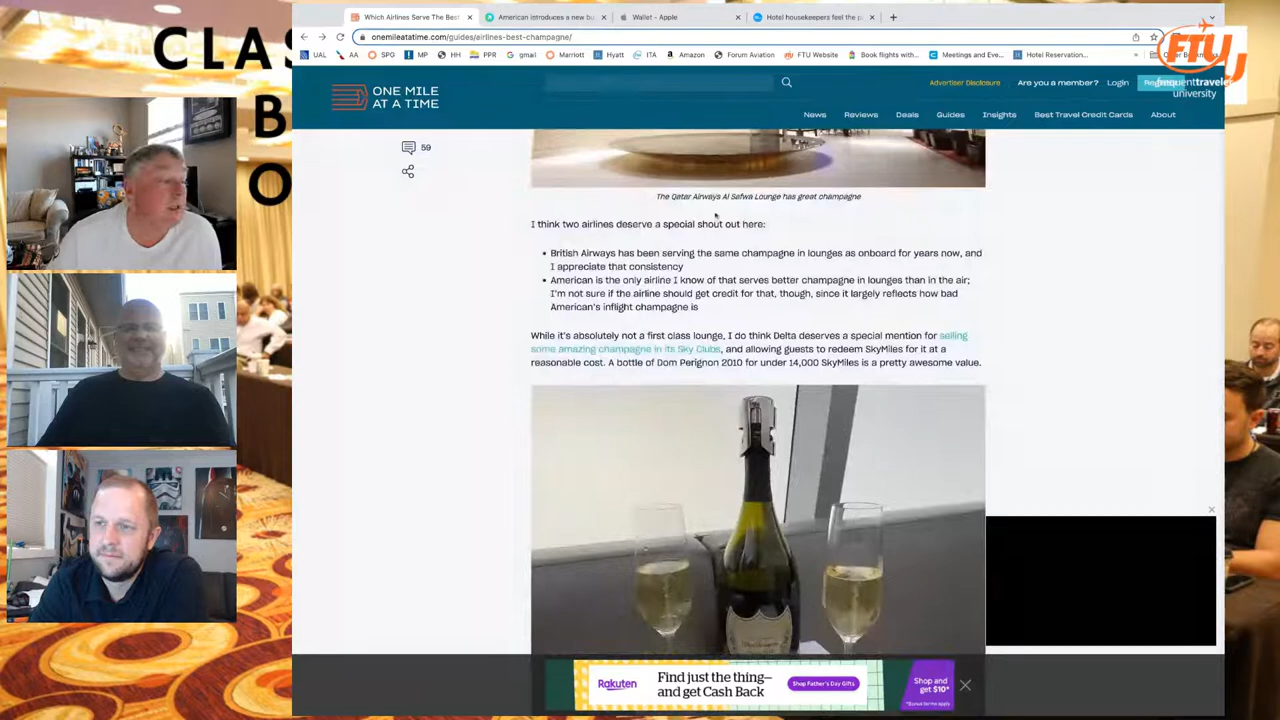 CLAS
B
O
Which Airlines Serve The Best
American introduces a new bu
Wallet - Apple
Hotel housekeepers feel the p
onemileatatime.com/guides/airlines-best-champagne/
UAL
AA
SPG
MP
HH
PPR
gmail
Marriott
Hyatt
ITA
Amazon
Forum Aviation
FTU Website
Book flights with...
Meetings and Eve...
Hotel Reservation...
FTU
frequenttraveler
university
ONE MILE
AT A TIME
Advertiser Disclosure
Are you a member?
Login
News
Reviews
Deals
Guides
Insights
Best Travel Credit Cards
About
59
The Qatar Airways Al Safwa Lounge has great champagne
I think two airlines deserve a special shout out here:
• British Airways has been serving the same champagne in lounges as onboard for years now, and
I appreciate that consistency
• American is the only airline I know of that serves better champagne in lounges than in the air;
I'm not sure if the airline should get credit for that, though, since it largely reflects how bad
American's inflight champagne is
While it's absolutely not a first class lounge, I do think Delta deserves a special mention for selling
some amazing champagne in its Sky Clubs, and allowing guests to redeem SkyMiles for it at a
reasonable cost. A bottle of Dom Perignon 2010 for under 14,000 SkyMiles is a pretty awesome value.
Rakuten
Find just the thing—
and get Cash Back
Shop Father's Day Gifts
Shop and
get $10*
*Bonus terms apply.